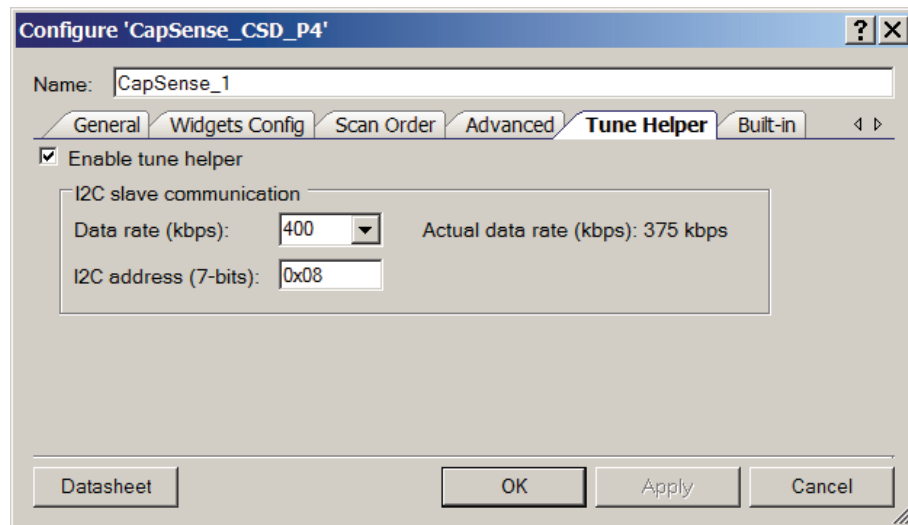 Configure 'CapSense_CSD_P4'
Name: CapSense_1
General Widgets Config Scan Order Advanced Tune Helper Built-in
Enable tune helper
I2C slave communication
Data rate (kbps): 400 Actual data rate (kbps): 375 kbps
I2C address (7-bits): 0x08
Datasheet OK Apply Cancel